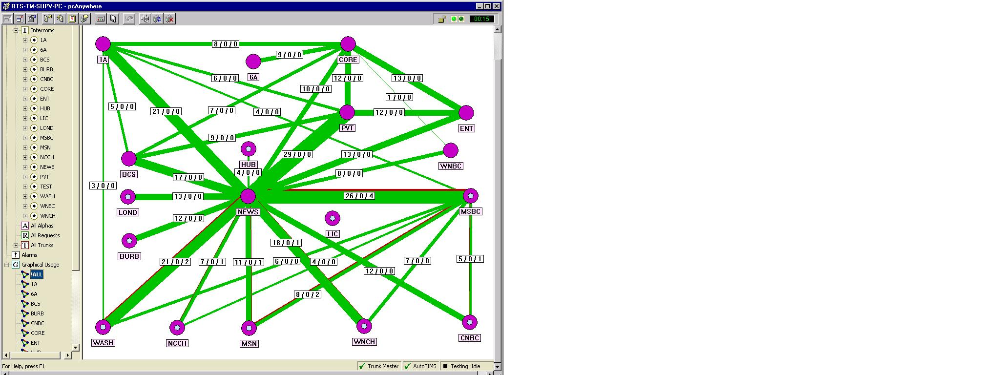 RTS-TM-SUPV-PC - pcAnywhere
00:15
I Intercoms
1A
6A
BCS
BURB
CNBC
CORE
ENT
HUB
LIC
LOND
MSBC
MSN
NCCH
NEWS
PVT
TEST
WASH
WNBC
WNCH
A All Alphas
R All Requests
T All Trunks
! Alarms
G Graphical Usage
!ALL
1A
6A
BCS
BURB
CNBC
CORE
ENT
8/0/0
1A
9/0/0
CORE
6A
6/0/0
12/0/0
13/0/0
10/0/0
1/0/0
5/0/0
21/0/0
7/0/0
4/0/0
12/0/0
PVT
ENT
9/0/0
29/0/0
13/0/0
HUB
WNBC
4/0/0
8/0/0
BCS
17/0/0
3/0/0
13/0/0
26/0/4
LOND
NEWS
MSBC
12/0/0
LIC
18/0/1
BURB
21/0/2
7/0/1
11/0/1
6/0/0
4/0/0
7/0/0
5/0/1
12/0/0
8/0/2
WASH
NCCH
MSN
WNCH
CNBC
For Help, press F1
Trunk Master
AutoTIMS
Testing: Idle